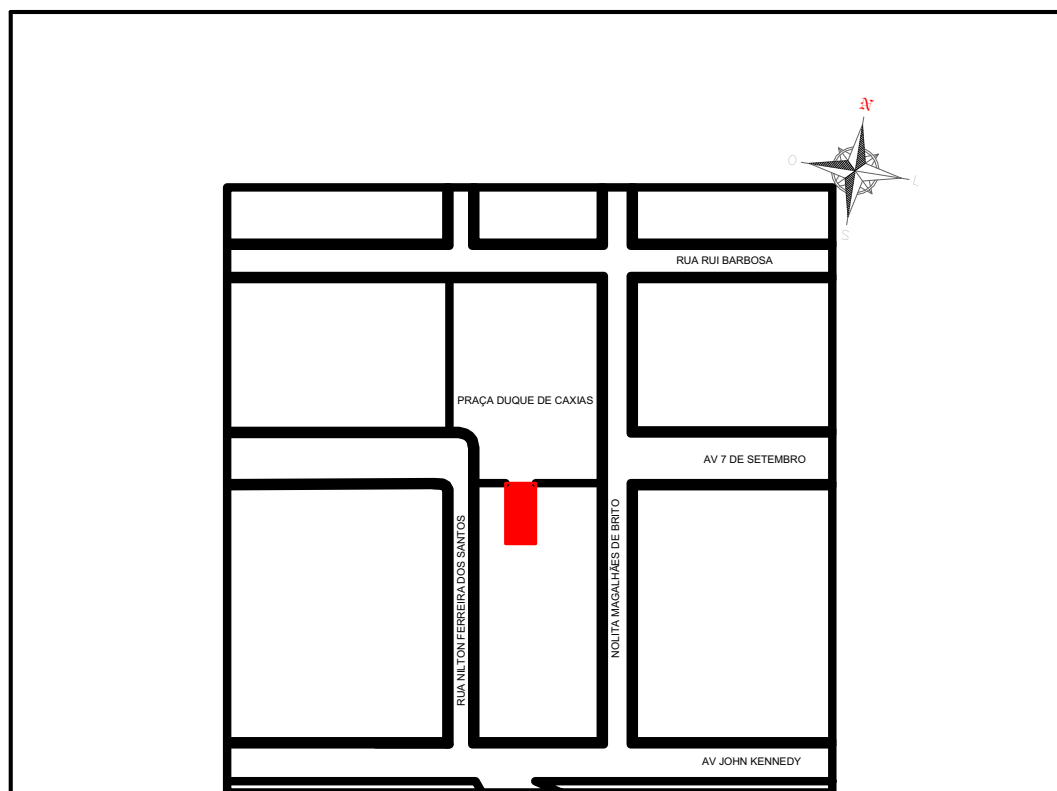 N
O
L
S
RUA RUI BARBOSA
PRAÇA DUQUE DE CAXIAS
AV 7 DE SETEMBRO
RUA NILTON FERREIRA DOS SANTOS
NOLITA MAGALHÃES DE BRITO
AV JOHN KENNEDY